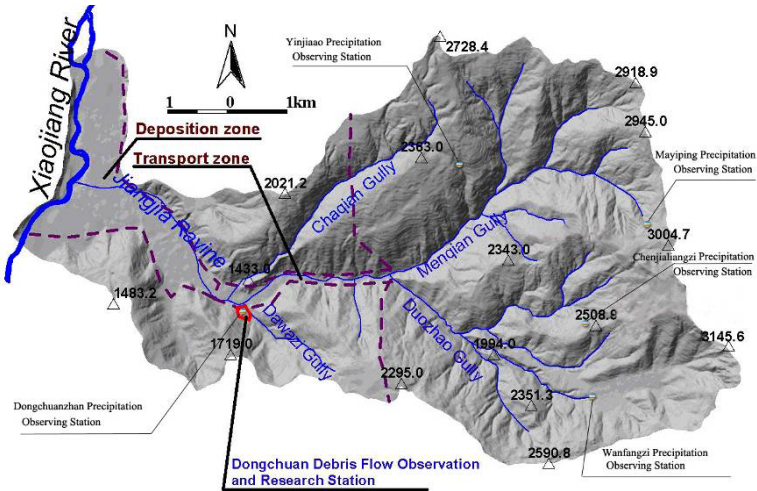 2728.4
N
Yinjiaao Precipitation
Observing Station
2918.9
Xiaojiang River
1
0
1km
2945.0
Deposition zone
2363.0
Mayiping Precipitation
Observing Station
Transport zone
Jiangjia Ravine
2021.2
Chaqian Gully
Menqian Gully
3004.7
2343.0
Chenjialiangzi Precipitation
Observing Station
1433.0
1483.2
Dawazi Gully
Duozhao Gully
2508.9
3145.6
1719.0
1994.0
2295.0
2351.3
Dongchuanzhan Precipitation
Observing Station
2590.8
Wanfangzi Precipitation
Observing Station
Dongchuan Debris Flow Observation
and Research Station